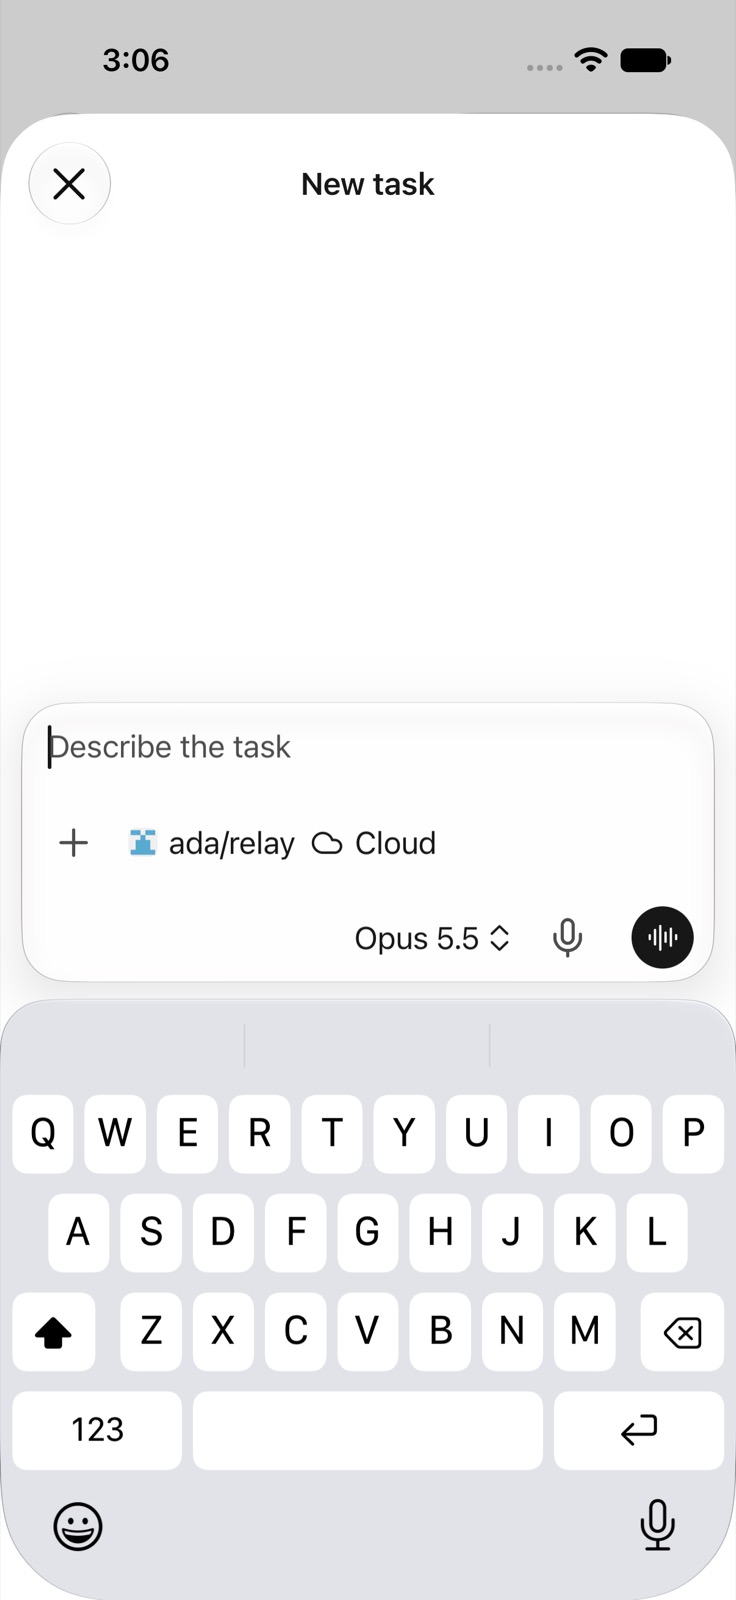 3:06
New task
Describe the task
ada/relay Cloud
Opus 5.5
Q W E R T Y U I O P
A S D F G H J K L
Z X C V B N M
123